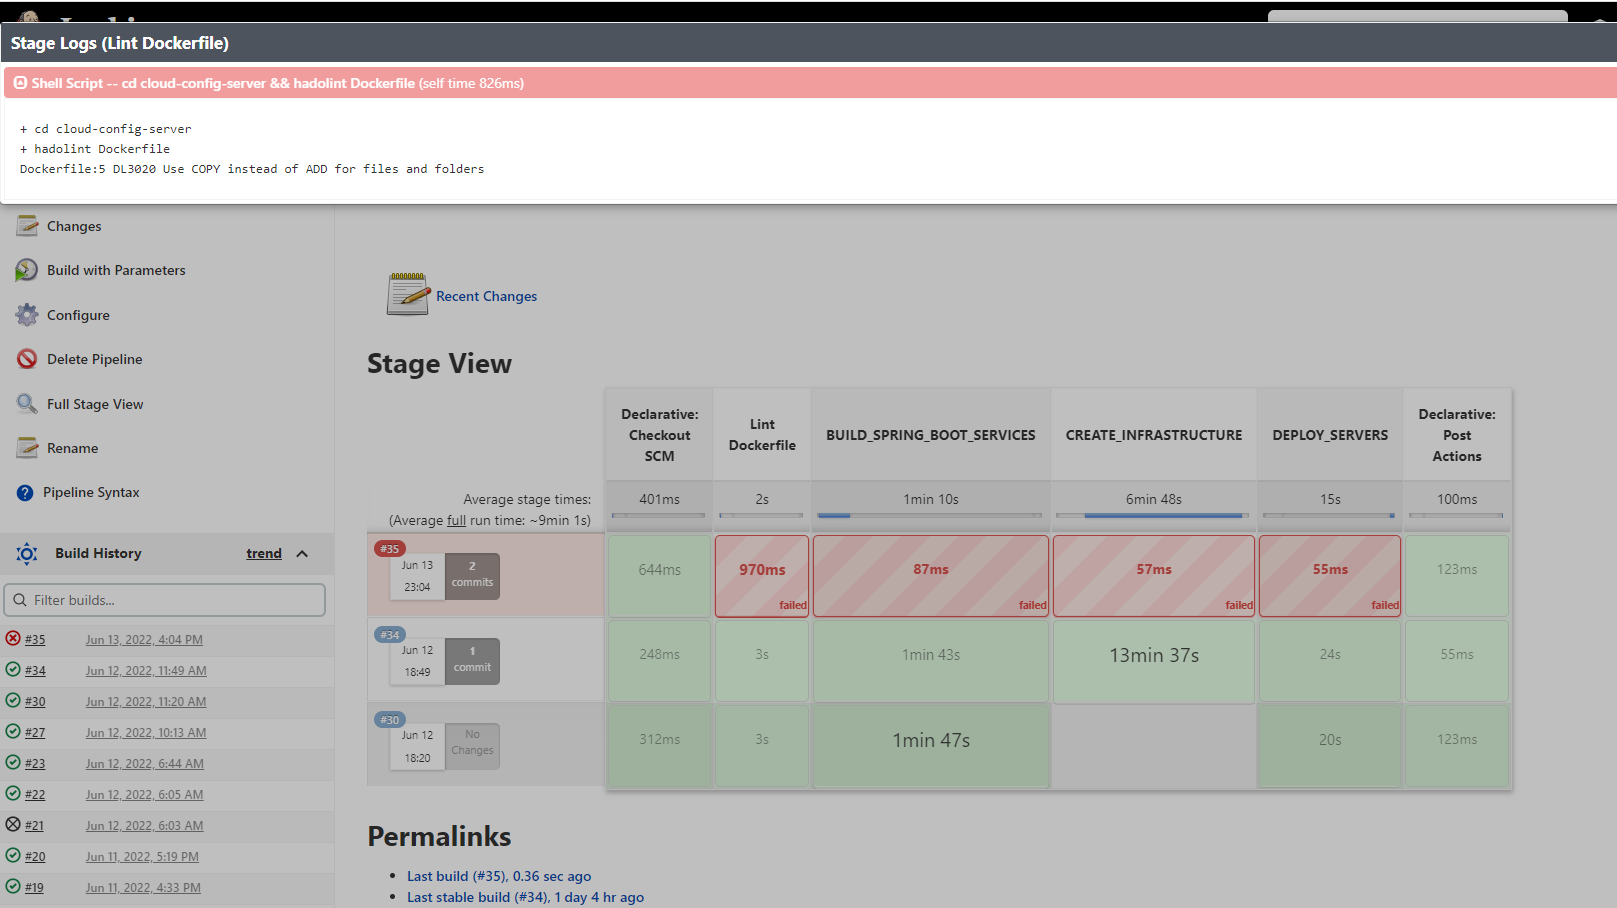 Stage Logs (Lint Dockerfile)
Shell Script -- cd cloud-config-server && hadolint Dockerfile (self time 826ms)
+ cd cloud-config-server
+ hadolint Dockerfile
Dockerfile:5 DL3020 Use COPY instead of ADD for files and folders
Changes
Build with Parameters
Configure
Delete Pipeline
Full Stage View
Rename
Pipeline Syntax
Build History trend
Filter builds...
#35 Jun 13, 2022, 4:04 PM
#34 Jun 12, 2022, 11:49 AM
#30 Jun 12, 2022, 11:20 AM
#27 Jun 12, 2022, 10:13 AM
#23 Jun 12, 2022, 6:44 AM
#22 Jun 12, 2022, 6:05 AM
#21 Jun 12, 2022, 6:03 AM
#20 Jun 11, 2022, 5:19 PM
#19 Jun 11, 2022, 4:33 PM
Recent Changes
Stage View
Declarative: Checkout SCM
Lint Dockerfile
BUILD_SPRING_BOOT_SERVICES
CREATE_INFRASTRUCTURE
DEPLOY_SERVERS
Declarative: Post Actions
Average stage times:
(Average full run time: ~9min 1s)
401ms 2s 1min 10s 6min 48s 15s 100ms
#35
Jun 13
23:04
2
commits
644ms
970ms failed
87ms failed
57ms failed
55ms failed
123ms
#34
Jun 12
18:49
1
commit
248ms 3s 1min 43s 13min 37s 24s 55ms
#30
Jun 12
18:20
No
Changes
312ms 3s 1min 47s 20s 123ms
Permalinks
Last build (#35), 0.36 sec ago
Last stable build (#34), 1 day 4 hr ago